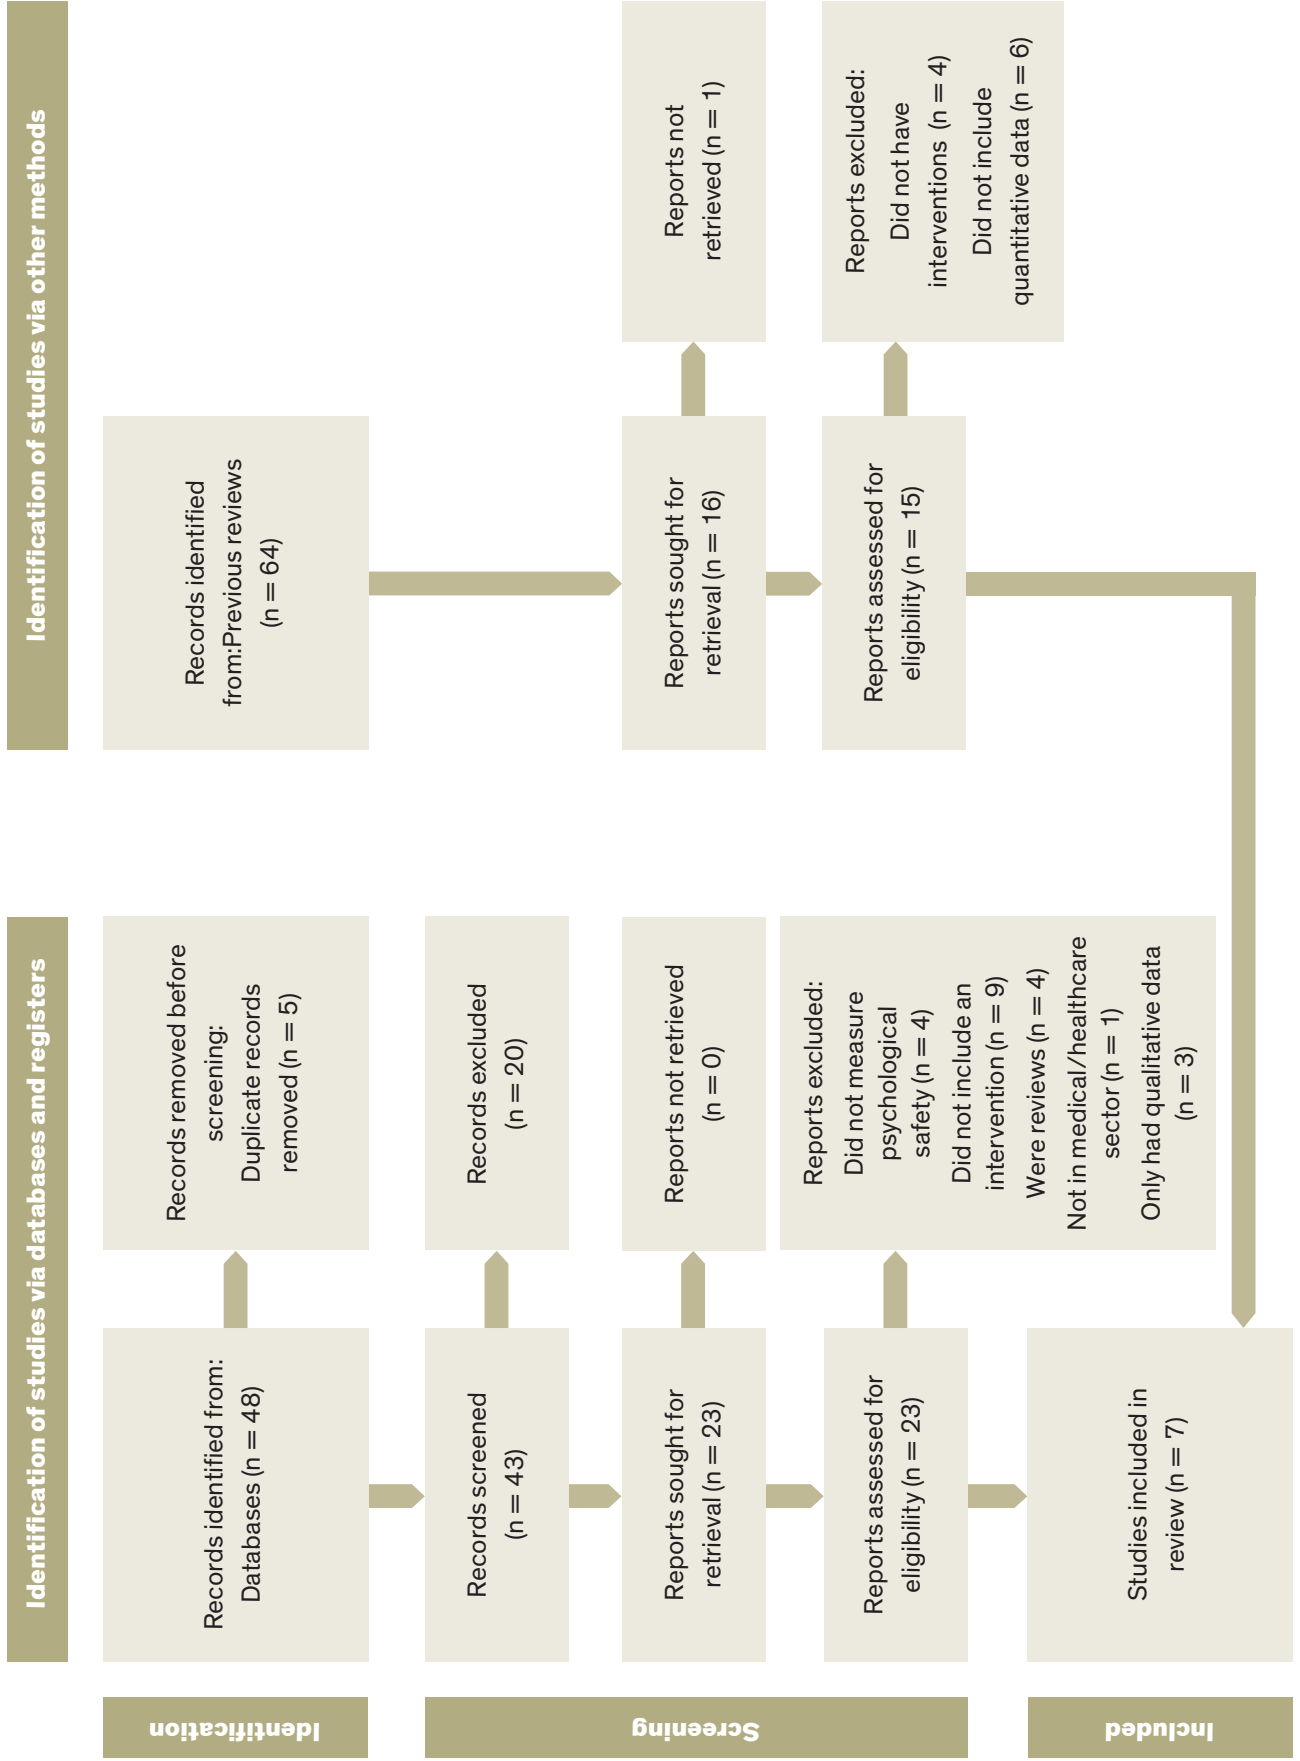 Identification of studies via databases and registers
Identification of studies via other methods
Identification
Records identified from:
Databases (n = 48)
Records removed before
screening:
Duplicate records
removed (n = 5)
Records identified
from:Previous reviews
(n = 64)
Screening
Records screened
(n = 43)
Records excluded
(n = 20)
Reports sought for
retrieval (n = 23)
Reports not retrieved
(n = 0)
Reports sought for
retrieval (n = 16)
Reports not
retrieved (n = 1)
Reports assessed for
eligibility (n = 23)
Reports excluded:
Did not measure
psychological
safety (n = 4)
Did not include an
intervention (n = 9)
Were reviews (n = 4)
Not in medical/healthcare
sector (n = 1)
Only had qualitative data
(n = 3)
Reports assessed for
eligibility (n = 15)
Reports excluded:
Did not have
interventions (n = 4)
Did not include
quantitative data (n = 6)
Included
Studies included in
review (n = 7)